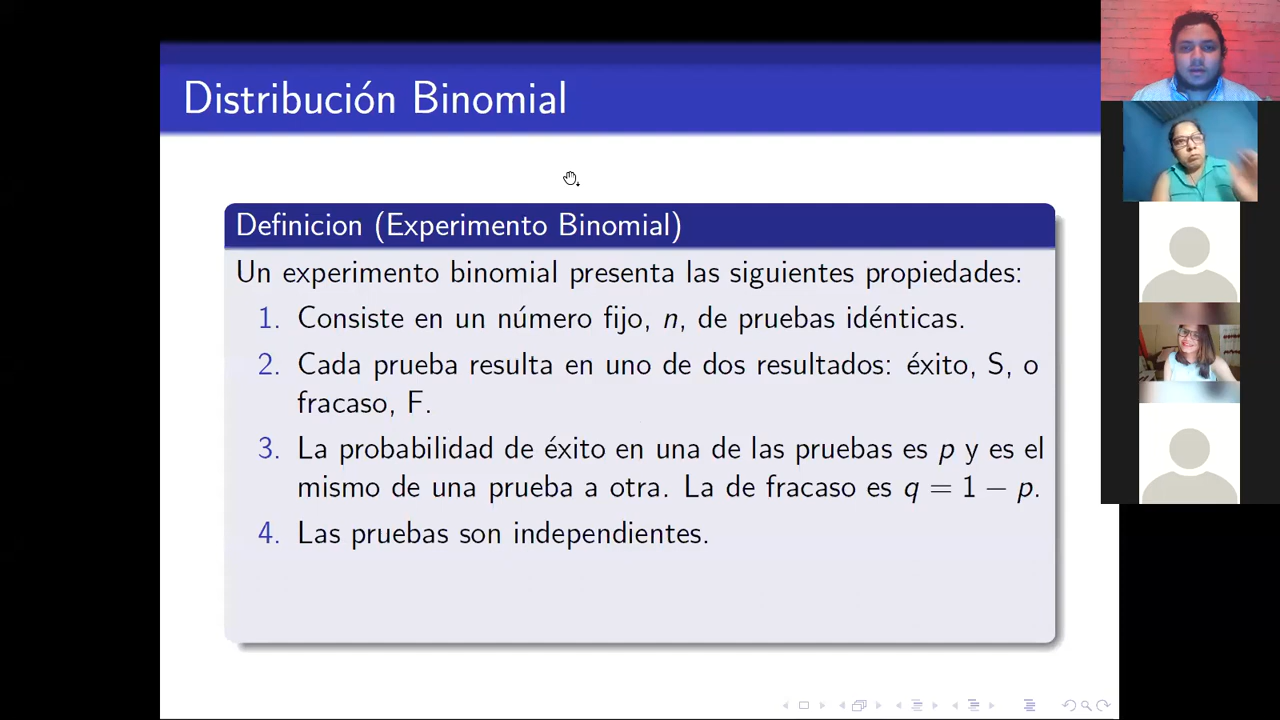 Distribución Binomial
Definicion (Experimento Binomial)
Un experimento binomial presenta las siguientes propiedades:
1. Consiste en un número fijo, n, de pruebas idénticas.
2. Cada prueba resulta en uno de dos resultados: éxito, S, o
fracaso, F.
3. La probabilidad de éxito en una de las pruebas es p y es el
mismo de una prueba a otra. La de fracaso es q = 1 − p.
4. Las pruebas son independientes.